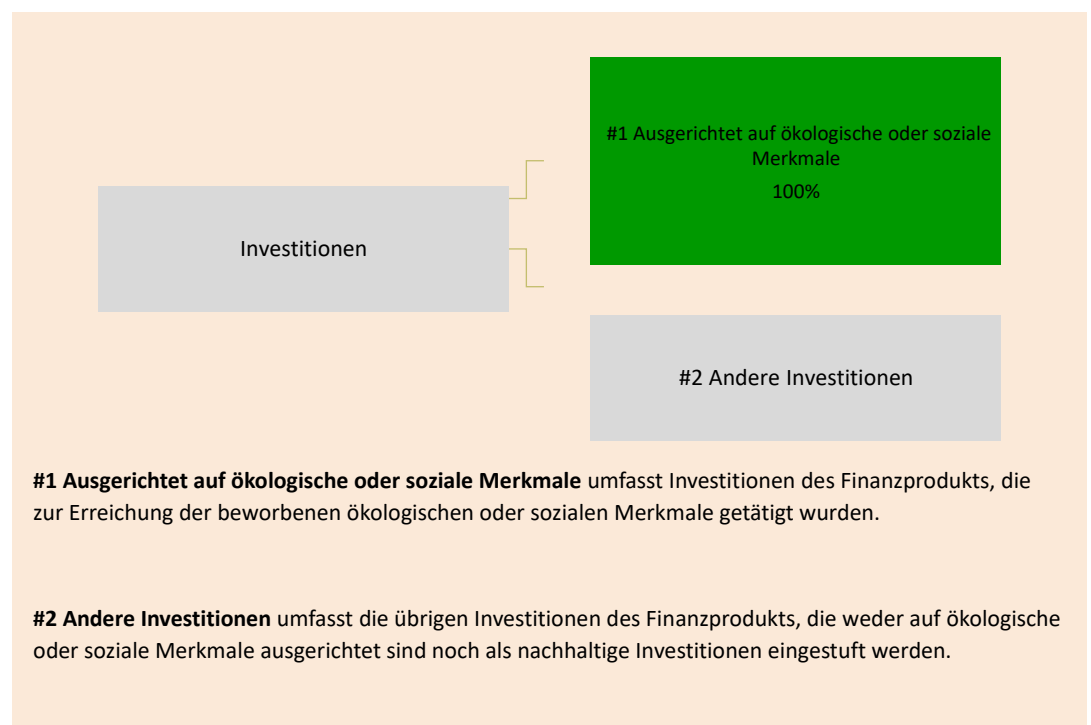 #1 Ausgerichtet auf ökologische oder soziale
Merkmale
100%
Investitionen
#2 Andere Investitionen
#1 Ausgerichtet auf ökologische oder soziale Merkmale umfasst Investitionen des Finanzprodukts, die
zur Erreichung der beworbenen ökologischen oder sozialen Merkmale getätigt wurden.
#2 Andere Investitionen umfasst die übrigen Investitionen des Finanzprodukts, die weder auf ökologische
oder soziale Merkmale ausgerichtet sind noch als nachhaltige Investitionen eingestuft werden.